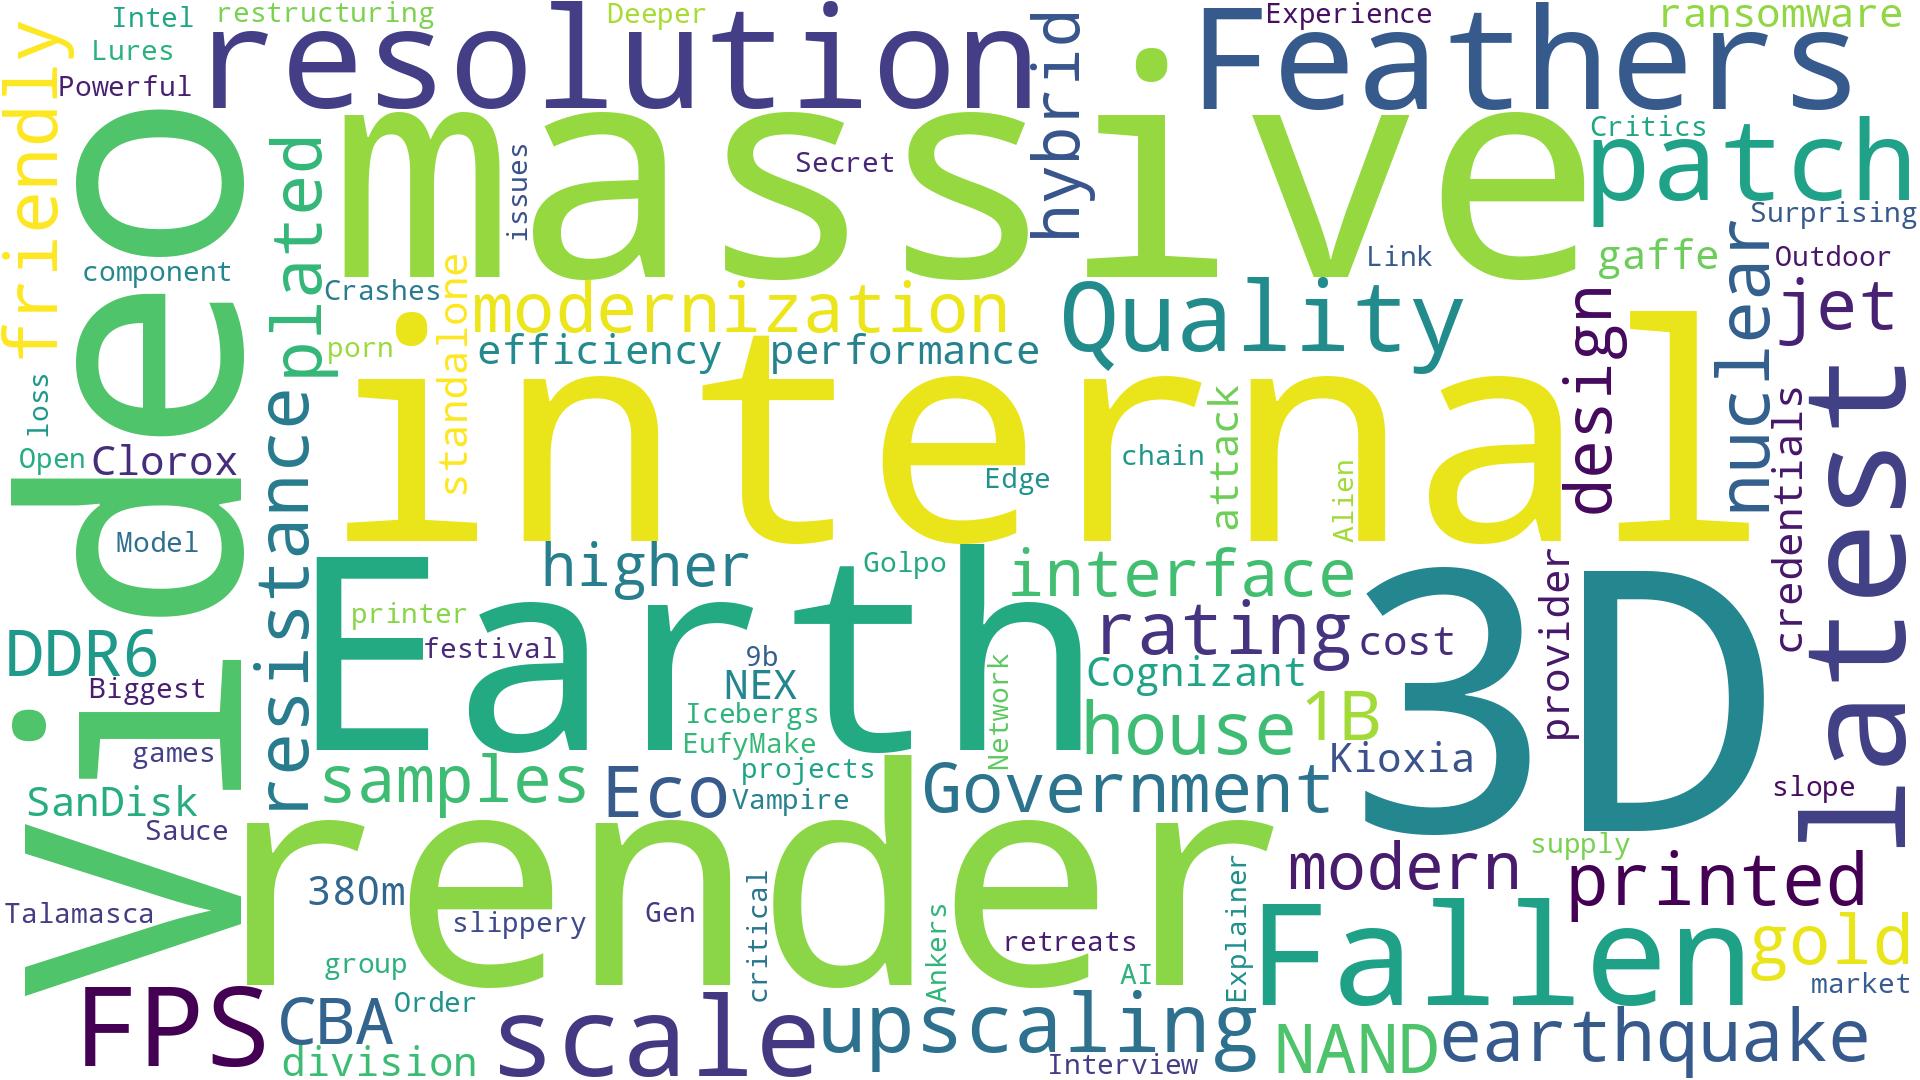 Intel
restructuring
Deeper
Experience
ransomware
Lures
Powerful
resolution
Feathers
friendly
hybrid
massive
issues
Secret
Critics
patch
Surprising
Link
gaffe
Outdoor
Video
component
plated
Crashes
standalone
modernization
Quality
design
nuclear
jet
porn
efficiency
performance
internal
latest
loss
Open
Clorox
resistance
Edge
chain
attack
Alien
credentials
Model
higher
Golpo
interface
provider
3D
Earth
printer
festival
rating
cost
DDR6
Biggest
9b
NEX
Network
Cognizant
1B
Icebergs
EufyMake
house
games
Kioxia
samples
Eco
projects
Vampire
Government
slope
SanDisk
Sauce
render
supply
modern
printed
Talamasca
380m
slippery
Gen
critical
Ankers
retreats
Explainer
Fallen
gold
group
AI
market
FPS
CBA
Order
scale
upscaling
NAND
earthquake
division
Interview